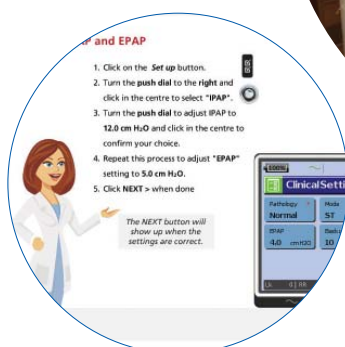 P and EPAP
1. Click on the Set up button.
2. Turn the push dial to the right and
click in the centre to select "IPAP".
3. Turn the push dial to adjust IPAP to
12.0 cm H₂O and click in the centre to
confirm your choice.
4. Repeat this process to adjust "EPAP"
setting to 5.0 cm H₂O.
5. Click NEXT > when done
The NEXT button will
show up when the
settings are correct.
100%
Clinical Setti
Pathology Mode
Normal ST
EPAP Back
4.0 cmH2O 10